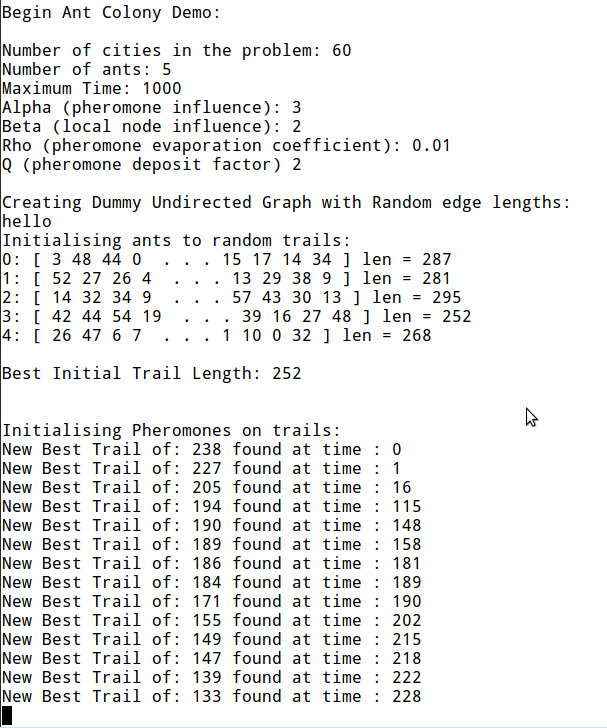 Begin Ant Colony Demo:
Number of cities in the problem: 60
Number of ants: 5
Maximum Time: 1000
Alpha (pheromone influence): 3
Beta (local node influence): 2
Rho (pheromone evaporation coefficient): 0.01
Q (pheromone deposit factor) 2
Creating Dummy Undirected Graph with Random edge lengths:
hello
Initialising ants to random trails:
0: [ 3 48 44 0  . . . 15 17 14 34 ] len = 287
1: [ 52 27 26 4  . . . 13 29 38 9 ] len = 281
2: [ 14 32 34 9  . . . 57 43 30 13 ] len = 295
3: [ 42 44 54 19  . . . 39 16 27 48 ] len = 252
4: [ 26 47 6 7  . . . 1 10 0 32 ] len = 268
Best Initial Trail Length: 252
Initialising Pheromones on trails:
New Best Trail of: 238 found at time : 0
New Best Trail of: 227 found at time : 1
New Best Trail of: 205 found at time : 16
New Best Trail of: 194 found at time : 115
New Best Trail of: 190 found at time : 148
New Best Trail of: 189 found at time : 158
New Best Trail of: 186 found at time : 181
New Best Trail of: 184 found at time : 189
New Best Trail of: 171 found at time : 190
New Best Trail of: 155 found at time : 202
New Best Trail of: 149 found at time : 215
New Best Trail of: 147 found at time : 218
New Best Trail of: 139 found at time : 222
New Best Trail of: 133 found at time : 228